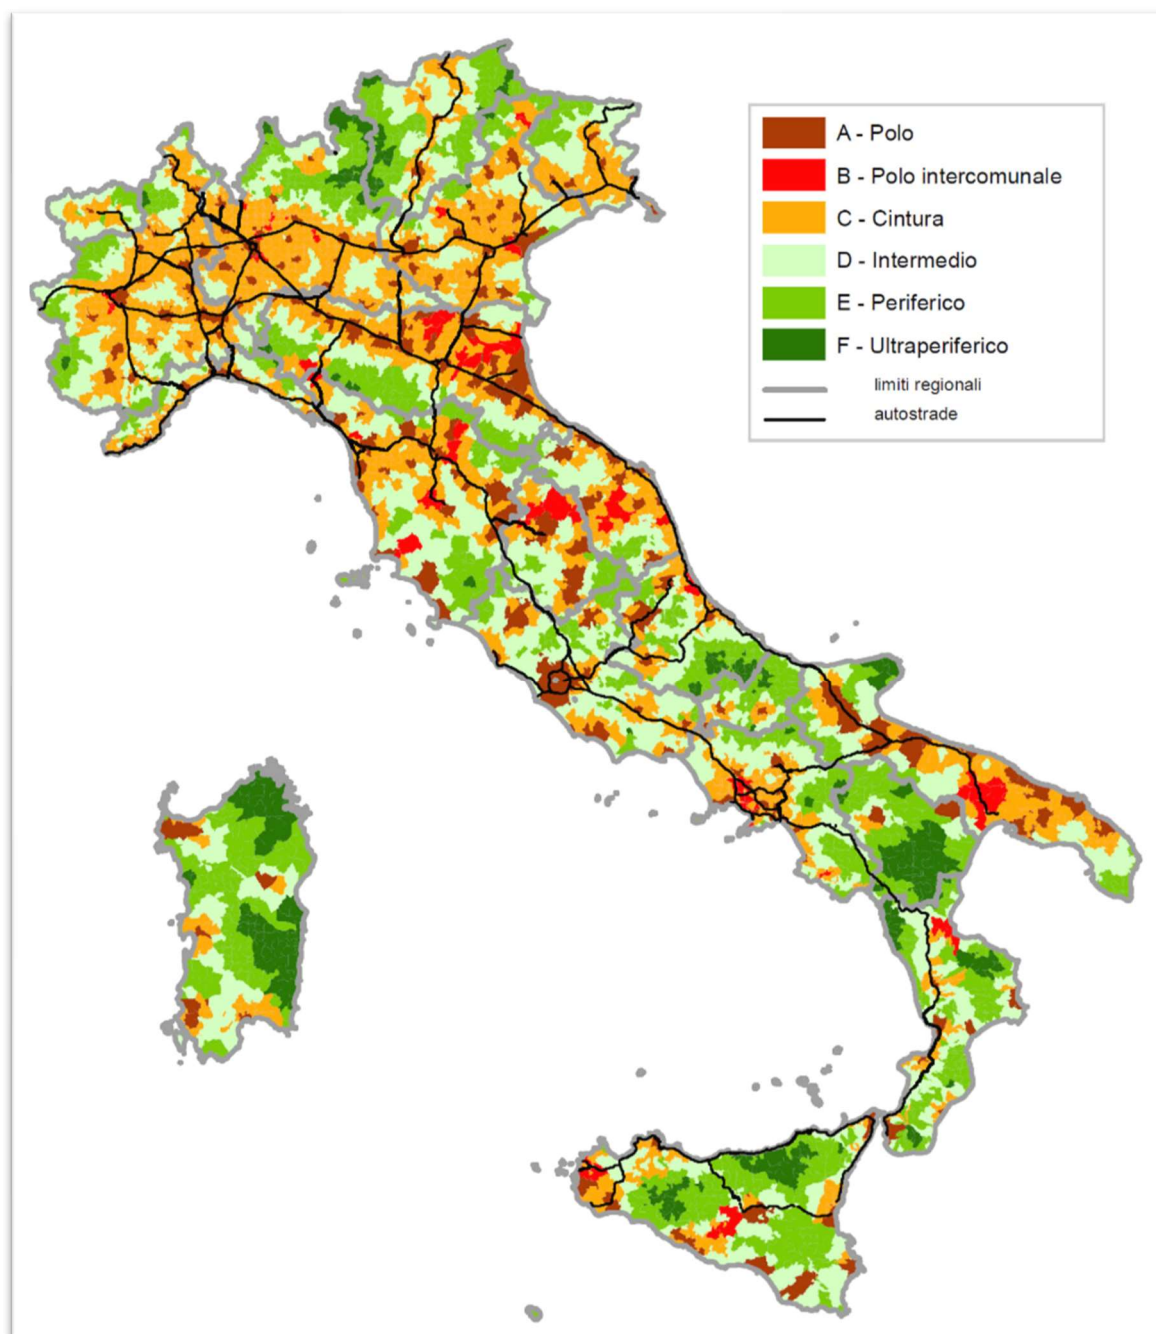 A - Polo
B - Polo intercomunale
C - Cintura
D - Intermedio
E - Periferico
F - Ultraperiferico
limiti regionali
autostrade